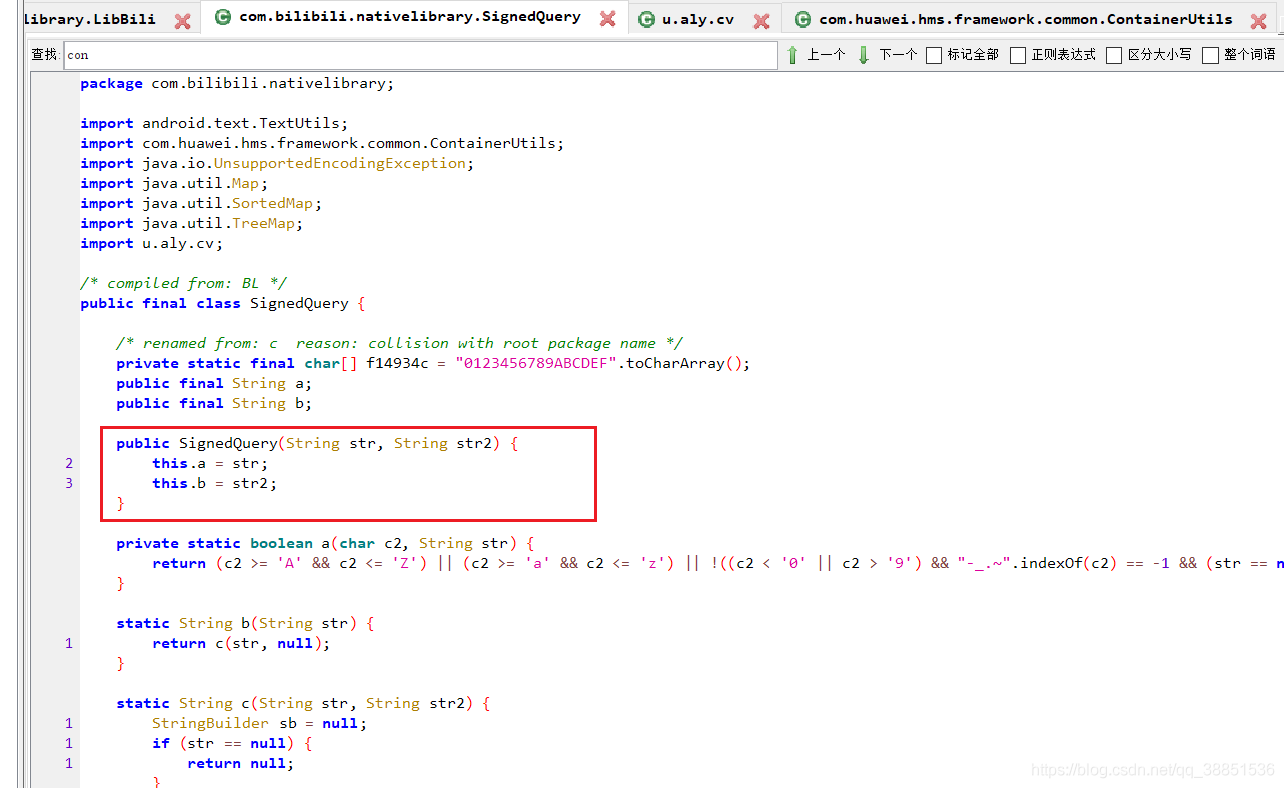 library.LibBili com.bilibili.nativelibrary.SignedQuery u.aly.cv com.huawei.hms.framework.common.ContainerUtils
查找: con 上一个 下一个 标记全部 正则表达式 区分大小写 整个词语
package com.bilibili.nativelibrary;
import android.text.TextUtils;
import com.huawei.hms.framework.common.ContainerUtils;
import java.io.UnsupportedEncodingException;
import java.util.Map;
import java.util.SortedMap;
import java.util.TreeMap;
import u.aly.cv;
/* compiled from: BL */
public final class SignedQuery {
/* renamed from: c  reason: collision with root package name */
private static final char[] f14934c = "0123456789ABCDEF".toCharArray();
public final String a;
public final String b;
public SignedQuery(String str, String str2) {
2 this.a = str;
3 this.b = str2;
}
private static boolean a(char c2, String str) {
return (c2 >= 'A' && c2 <= 'Z') || (c2 >= 'a' && c2 <= 'z') || !((c2 < '0' || c2 > '9') && "-_.~".indexOf(c2) == -1 && (str == n
}
static String b(String str) {
1 return c(str, null);
}
static String c(String str, String str2) {
1 StringBuilder sb = null;
1 if (str == null) {
1 return null;
}
https://blog.csdn.net/qq_38851536